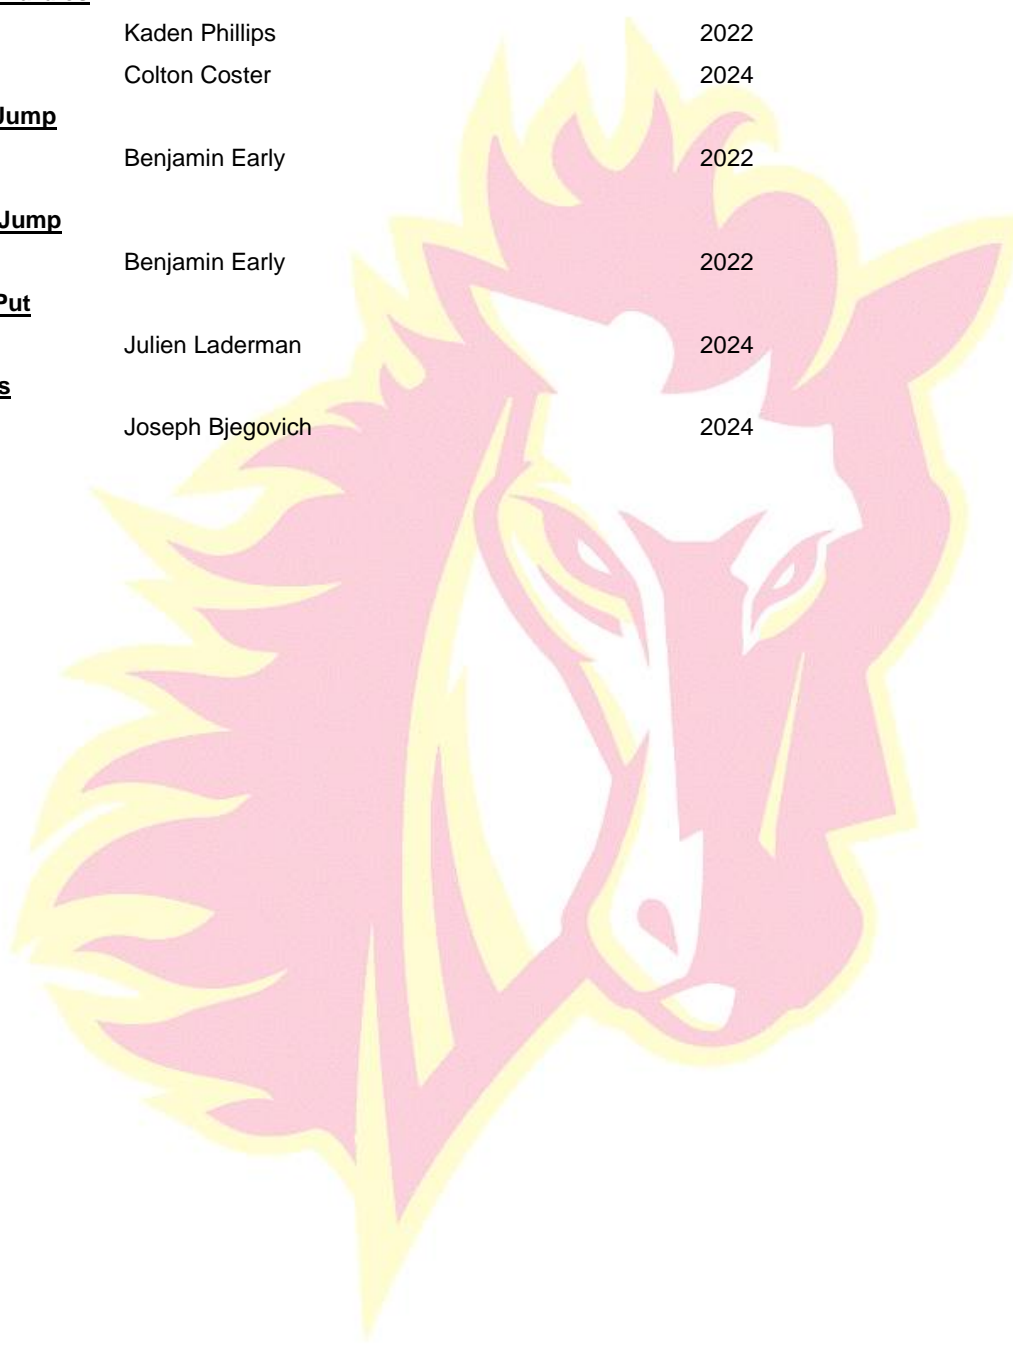 Kaden Phillips 2022
Colton Coster 2024
Jump
Benjamin Early 2022
Jump
Benjamin Early 2022
Put
Julien Laderman 2024
s
Joseph Bjegovich 2024